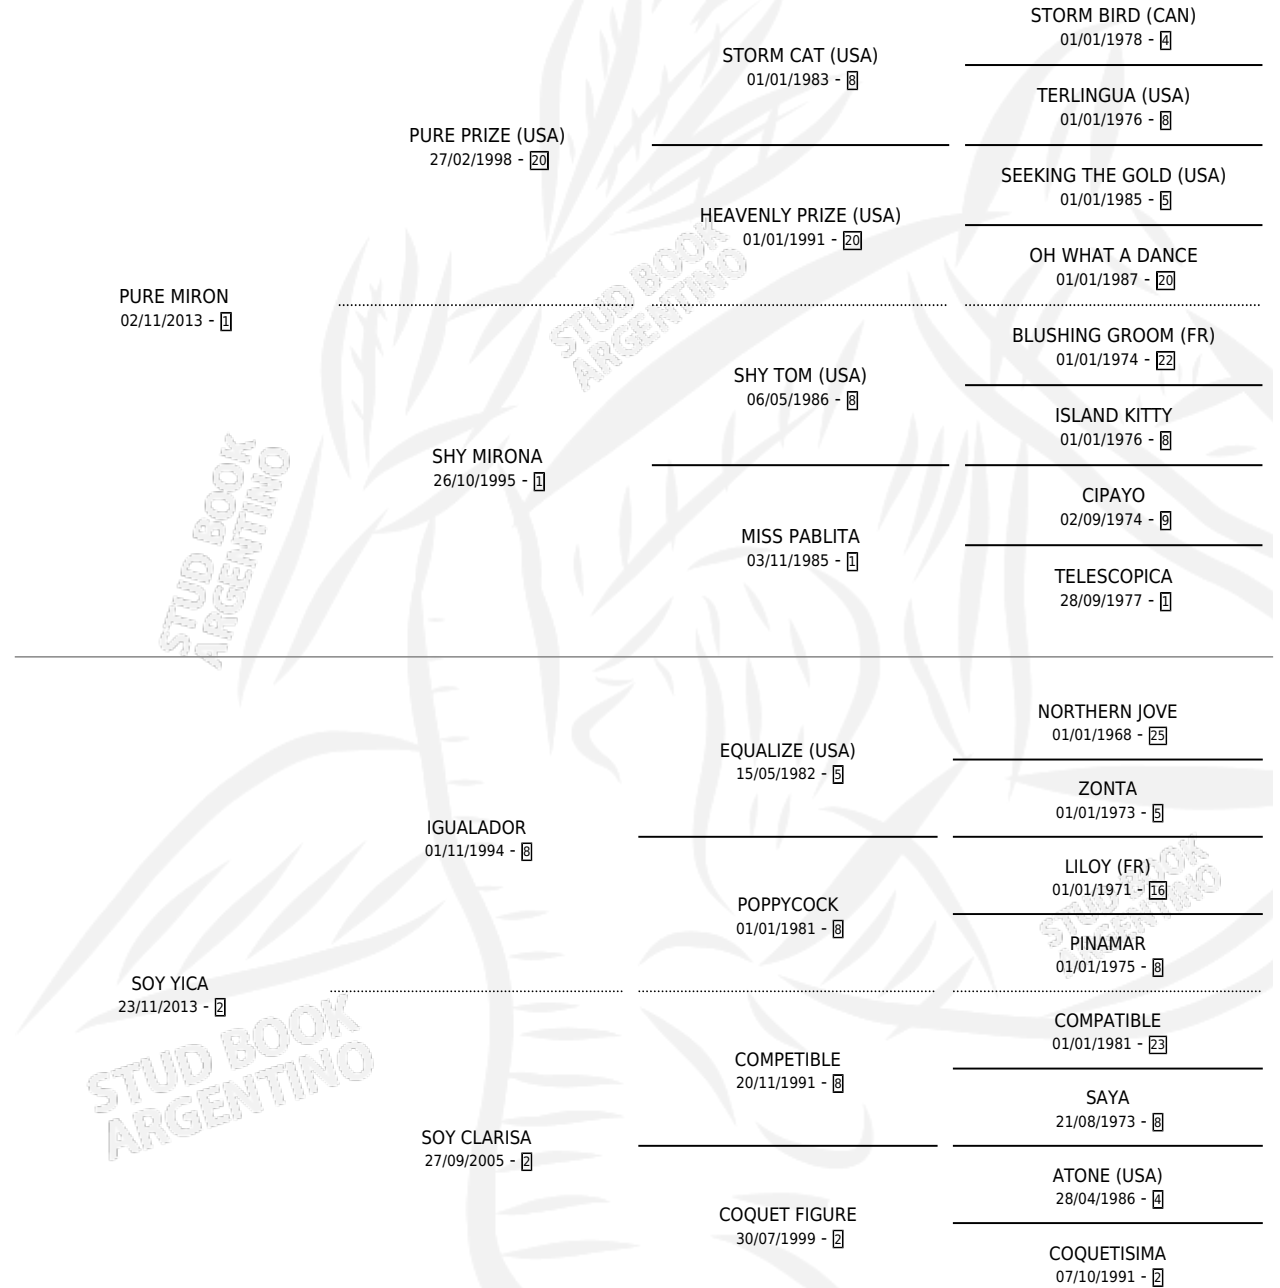 STORM BIRD (CAN)
01/01/1978 - 4
STORM CAT (USA)
01/01/1983 - 8
TERLINGUA (USA)
01/01/1976 - 8
PURE PRIZE (USA)
27/02/1998 - 20
SEEKING THE GOLD (USA)
01/01/1985 - 5
HEAVENLY PRIZE (USA)
01/01/1991 - 20
OH WHAT A DANCE
01/01/1987 - 20
PURE MIRON
02/11/2013 - 1
BLUSHING GROOM (FR)
01/01/1974 - 22
SHY TOM (USA)
06/05/1986 - 8
ISLAND KITTY
01/01/1976 - 8
SHY MIRONA
26/10/1995 - 1
CIPAYO
02/09/1974 - 9
MISS PABLITA
03/11/1985 - 1
TELESCOPICA
28/09/1977 - 1
STUD BOOK
ARGENTINO
STUD BOOK
ARGENTINO
NORTHERN JOVE
01/01/1968 - 25
EQUALIZE (USA)
15/05/1982 - 5
ZONTA
01/01/1973 - 5
IGUALADOR
01/11/1994 - 8
LILOY (FR)
01/01/1971 - 16
POPPYCOCK
01/01/1981 - 8
PINAMAR
01/01/1975 - 8
SOY YICA
23/11/2013 - 2
COMPATIBLE
01/01/1981 - 23
COMPETIBLE
20/11/1991 - 8
SAYA
21/08/1973 - 8
SOY CLARISA
27/09/2005 - 2
ATONE (USA)
28/04/1986 - 4
COQUET FIGURE
30/07/1999 - 2
COQUETISIMA
07/10/1991 - 2
STUD BOOK
ARGENTINO
STUD BOOK
ARGENTINO